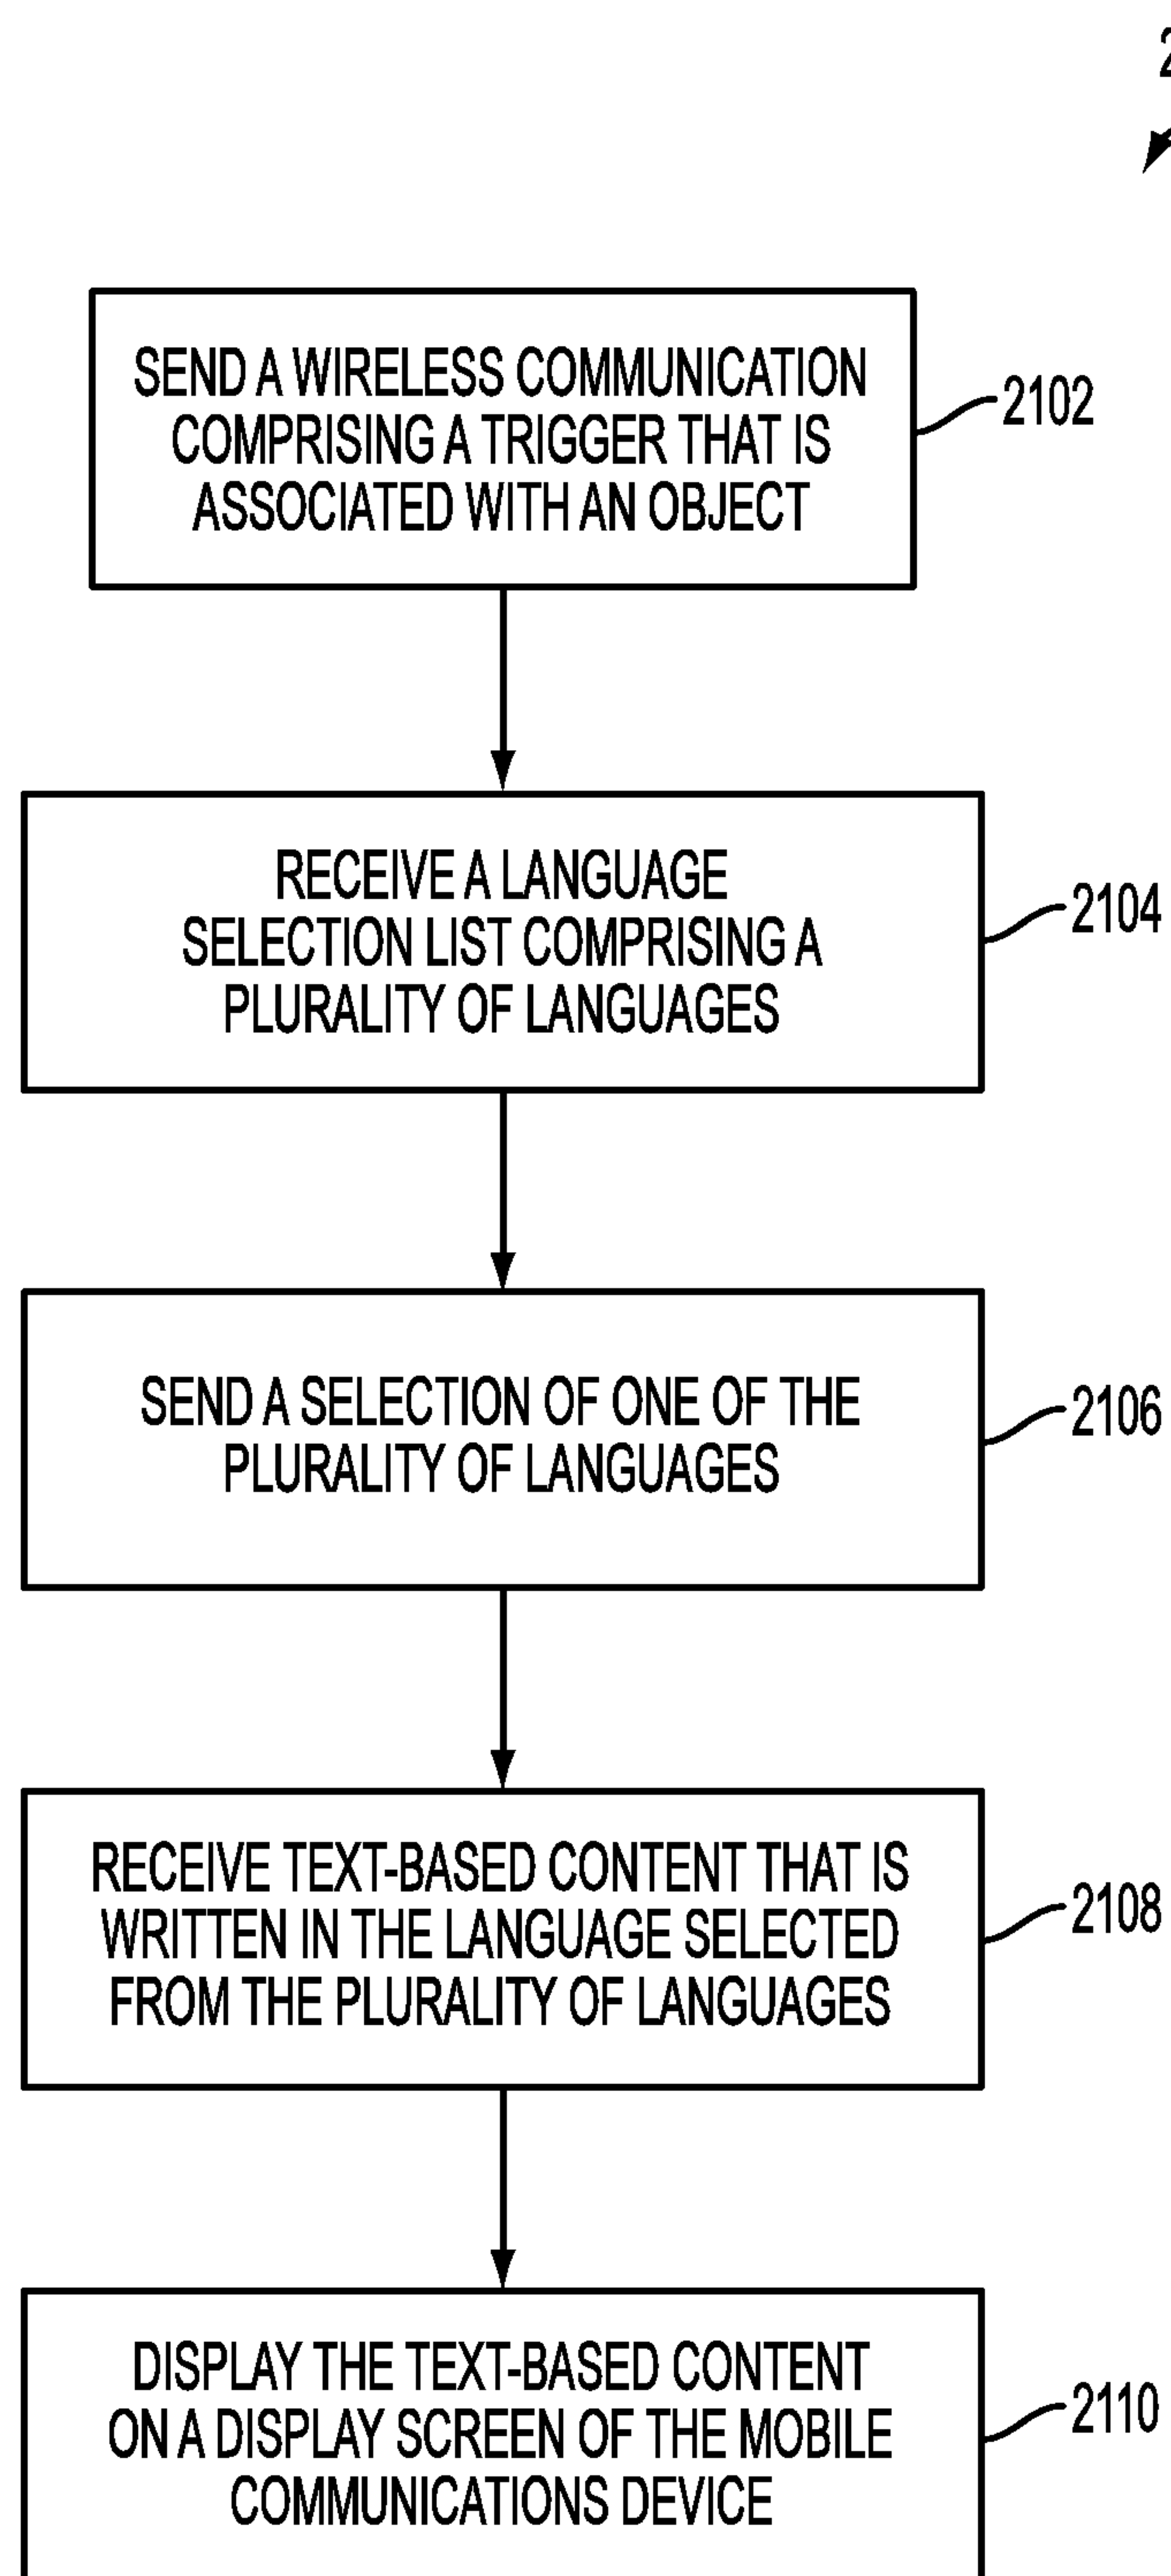 SEND A WIRELESS COMMUNICATION
COMPRISING A TRIGGER THAT IS
ASSOCIATED WITH AN OBJECT
2102
RECEIVE A LANGUAGE
SELECTION LIST COMPRISING A
PLURALITY OF LANGUAGES
2104
SEND A SELECTION OF ONE OF THE
PLURALITY OF LANGUAGES
2106
RECEIVE TEXT-BASED CONTENT THAT IS
WRITTEN IN THE LANGUAGE SELECTED
FROM THE PLURALITY OF LANGUAGES
2108
DISPLAY THE TEXT-BASED CONTENT
ON A DISPLAY SCREEN OF THE MOBILE
COMMUNICATIONS DEVICE
2110